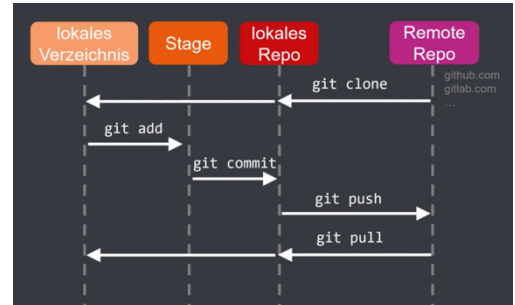 lokales
Verzeichnis
Stage
lokales
Repo
Remote
Repo
github.com
gitlab.com
...
git clone
git add
git commit
git push
git pull